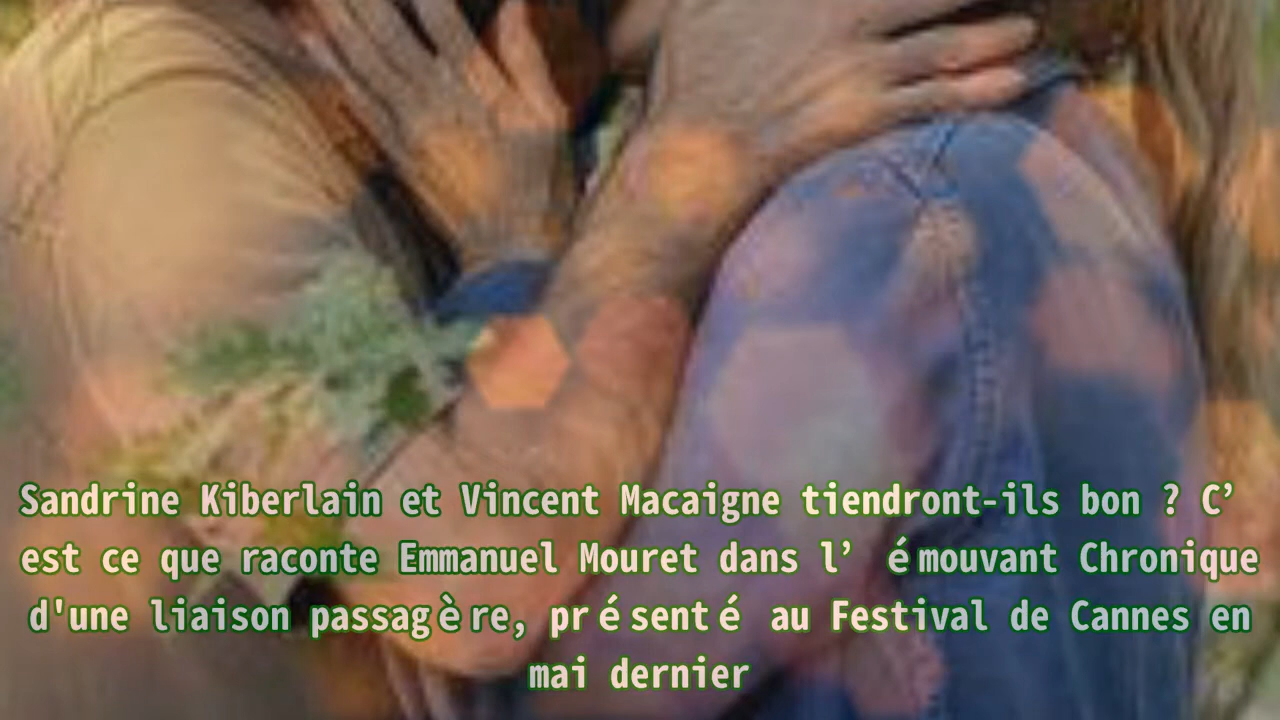 Sandrine Kiberlain et Vincent Macaigne tiendront-ils bon ? C’
est ce que raconte Emmanuel Mouret dans l’ émouvant Chronique
d'une liaison passagère, présenté au Festival de Cannes en
mai dernier